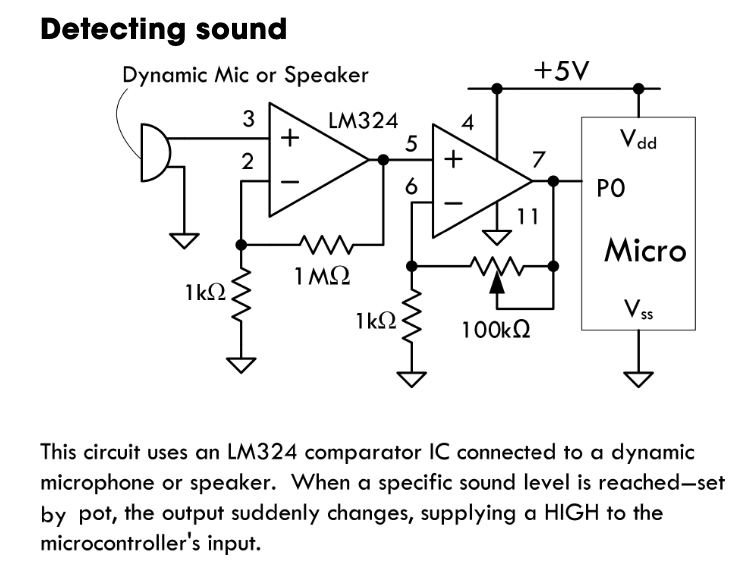 Detecting sound
Dynamic Mic or Speaker
+5V
3
LM324
4
5
+
2
+
7
Vdd
6
P0
−
−
11
Micro
1MΩ
1kΩ
Vss
1kΩ
100kΩ
This circuit uses an LM324 comparator IC connected to a dynamic
microphone or speaker. When a specific sound level is reached—set
by pot, the output suddenly changes, supplying a HIGH to the
microcontroller's input.